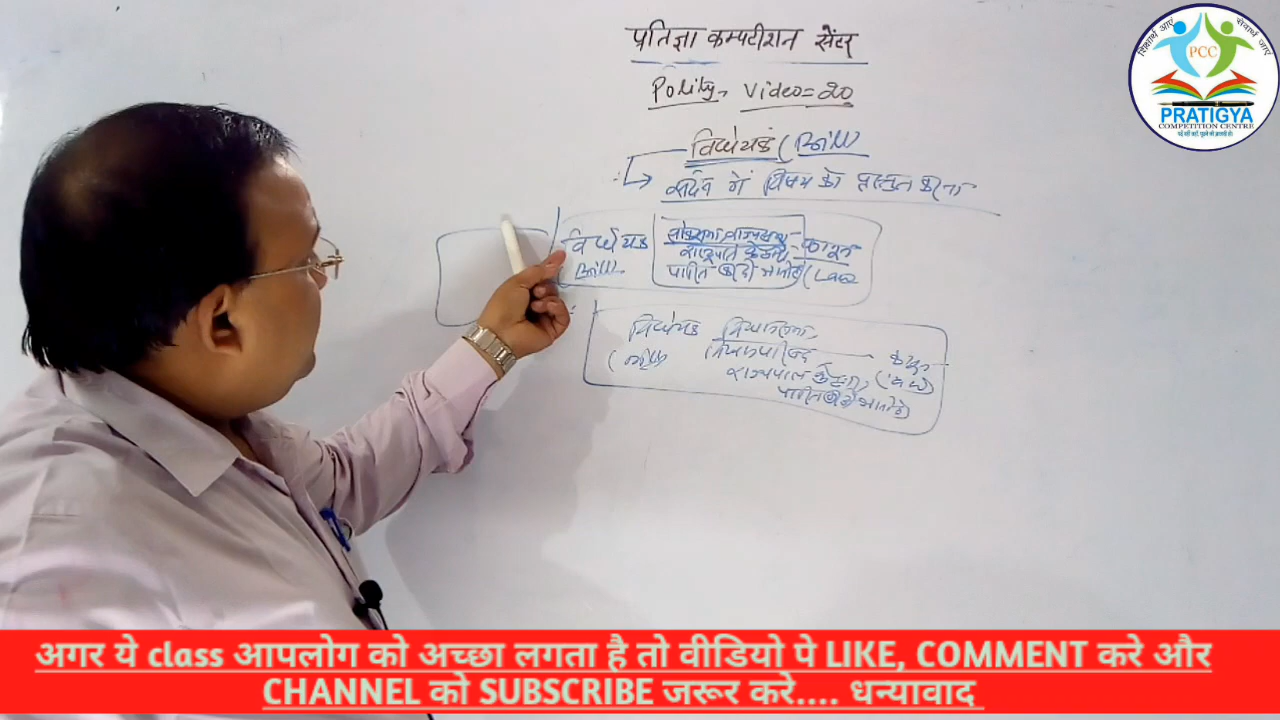 प्रतिज्ञा कम्पटीशन सेंटर
Polity, Video=20
विधेयक (Bill)
संसद में विषय को प्रस्तुत करना
विधेयक
(Bill)
लोकसभा, राज्यसभा
राष्ट्रपति के द्वारा कानून
पारित
(Law
विधेयक विधानसभा,
(Bill विधानपरिषद
राज्यपाल के द्वारा,
पारित
शिक्षार्थ आएं सेवार्थ जाएं
PCC
PRATIGYA
COMPETITION CENTRE
अगर ये class आपलोग को अच्छा लगता है तो वीडियो पे LIKE, COMMENT करे और
CHANNEL को SUBSCRIBE जरूर करे.... धन्यावाद